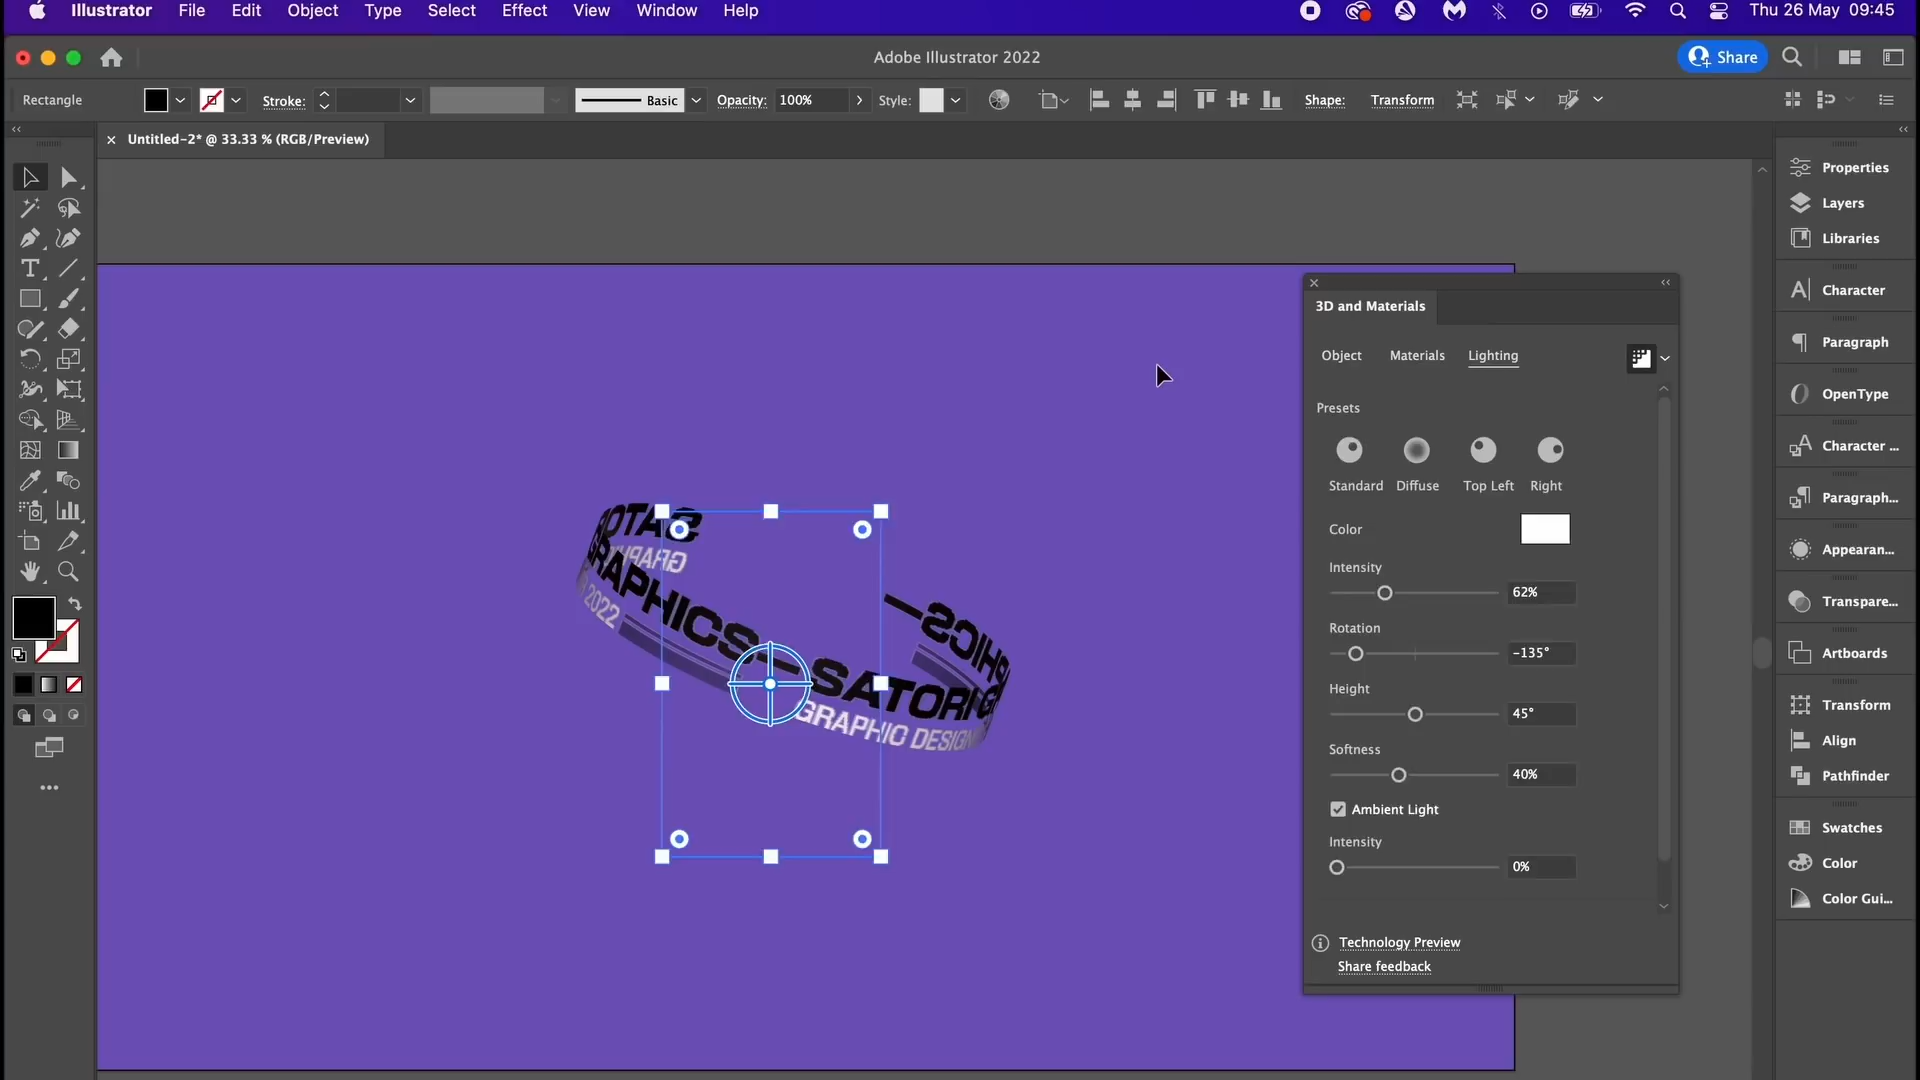 Illustrator File Edit Object Type Select Effect View Window Help Thu 26 May 09:45
Adobe Illustrator 2022 Share
Rectangle Stroke: Basic Opacity: 100% Style: Shape: Transform
Untitled-2* @ 33.33 % (RGB/Preview)
Properties
Layers
Libraries
Character
Paragraph
OpenType
Character ...
Paragraph...
Appearan...
Transpare...
Artboards
Transform
Align
Pathfinder
Swatches
Color
Color Gui...
3D and Materials
Object Materials Lighting
Presets
Standard Diffuse Top Left Right
Color
Intensity
62%
Rotation
-135°
Height
45°
Softness
40%
Ambient Light
Intensity
0%
Technology Preview
Share feedback
SATOR
GRAPHI
GRAPHICS—SATORI G
2022
GRAPHIC DESIGN
PHICS—